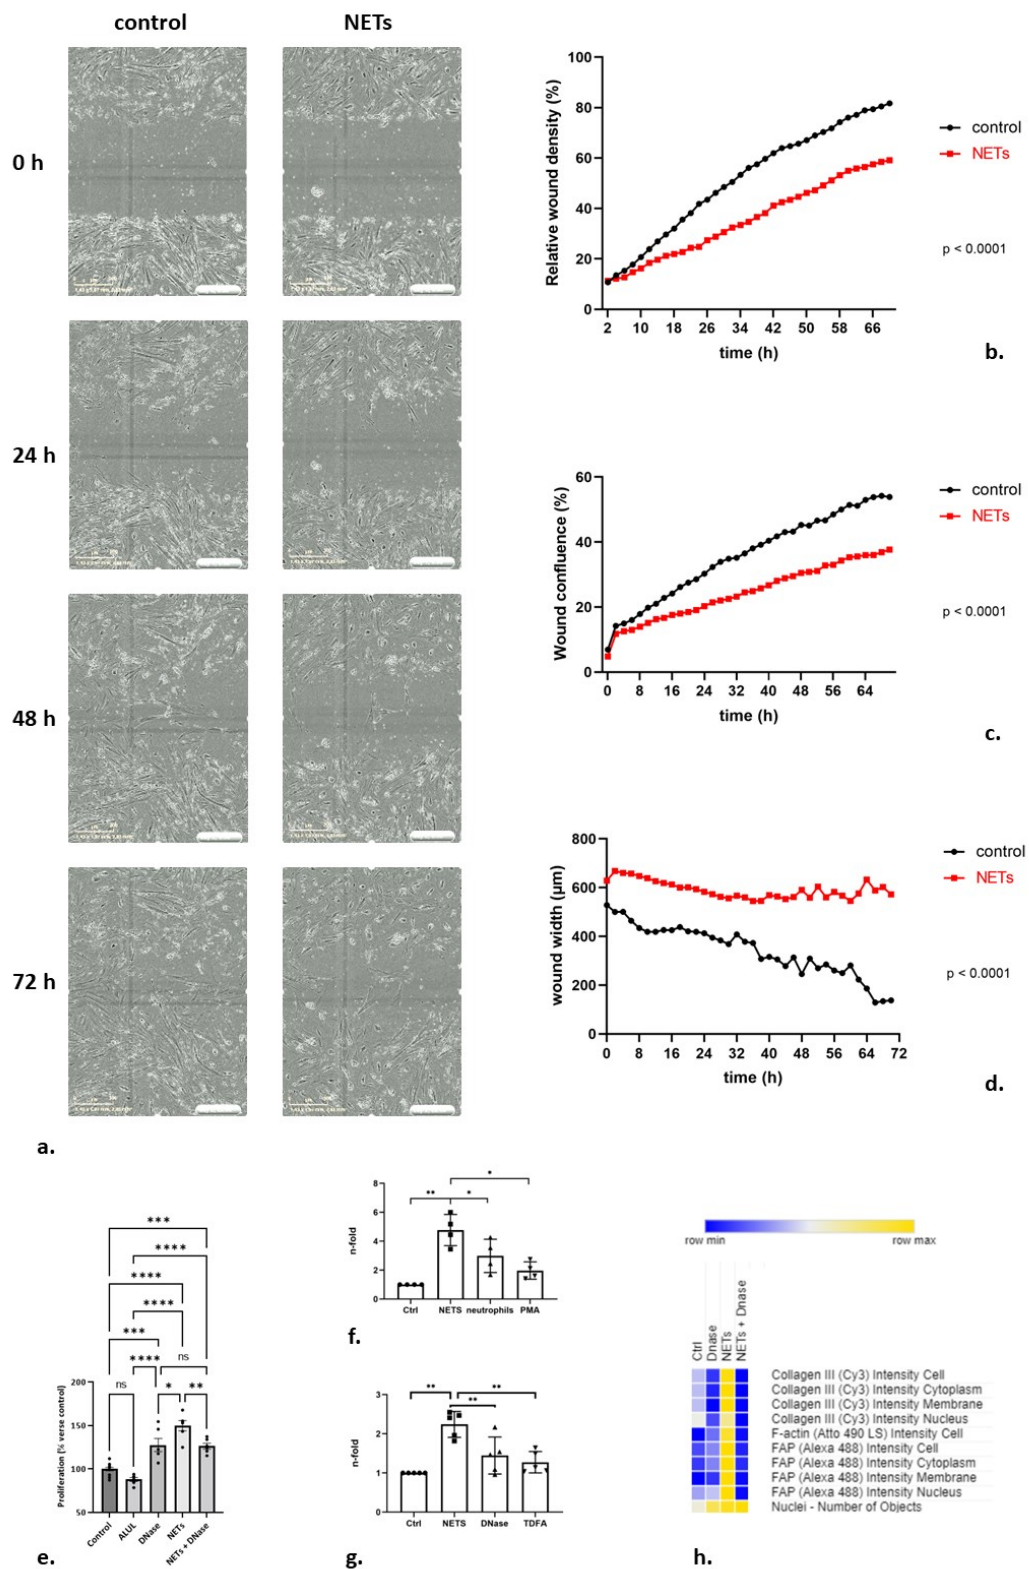 control NETs
0 h
24 h
48 h
72 h
a.
Relative wound density (%)
100
80
60
40
20
0
2 10 18 26 34 42 50 58 66
time (h)
control
NETs
p < 0.0001
b.
Wound confluence (%)
60
40
20
0
0 8 16 24 32 40 48 56 64
time (h)
control
NETs
p < 0.0001
c.
wound width (µm)
800
600
400
200
0
0 8 16 24 32 40 48 56 64 72
time (h)
control
NETs
p < 0.0001
d.
***
****
****
****
***
**** ns
ns * **
Proliferation (% verse control)
200
150
100
50
Control ALUL DNase NETs NETs + DNase
e.
*
** *
n-fold
8
6
4
2
0
Ctrl NETS neutrophils PMA
f.
** **
**
n-fold
3
2
1
0
Ctrl NETS DNase TDFA
g.
row min row max
Ctrl Dnase NETs NETs + Dnase
Collagen III (Cy3) Intensity Cell
Collagen III (Cy3) Intensity Cytoplasm
Collagen III (Cy3) Intensity Membrane
Collagen III (Cy3) Intensity Nucleus
F-actin (Atto 490 LS) Intensity Cell
FAP (Alexa 488) Intensity Cell
FAP (Alexa 488) Intensity Cytoplasm
FAP (Alexa 488) Intensity Membrane
FAP (Alexa 488) Intensity Nucleus
Nuclei - Number of Objects
h.